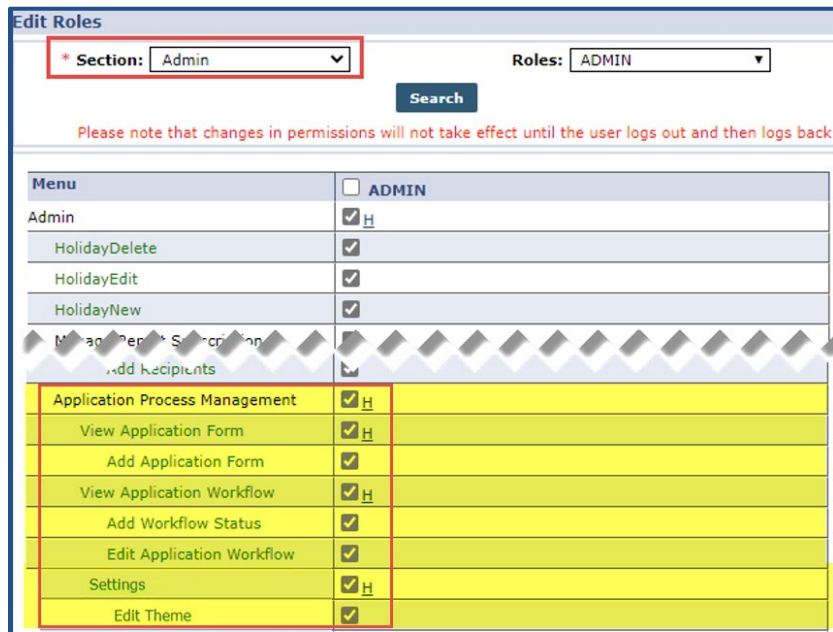 Edit Roles
* Section: Admin Roles: ADMIN
Search
Please note that changes in permissions will not take effect until the user logs out and then logs back
Menu ADMIN
Admin H
HolidayDelete
HolidayEdit
HolidayNew
Add Recipients
Application Process Management H
View Application Form H
Add Application Form
View Application Workflow H
Add Workflow Status
Edit Application Workflow
Settings H
Edit Theme